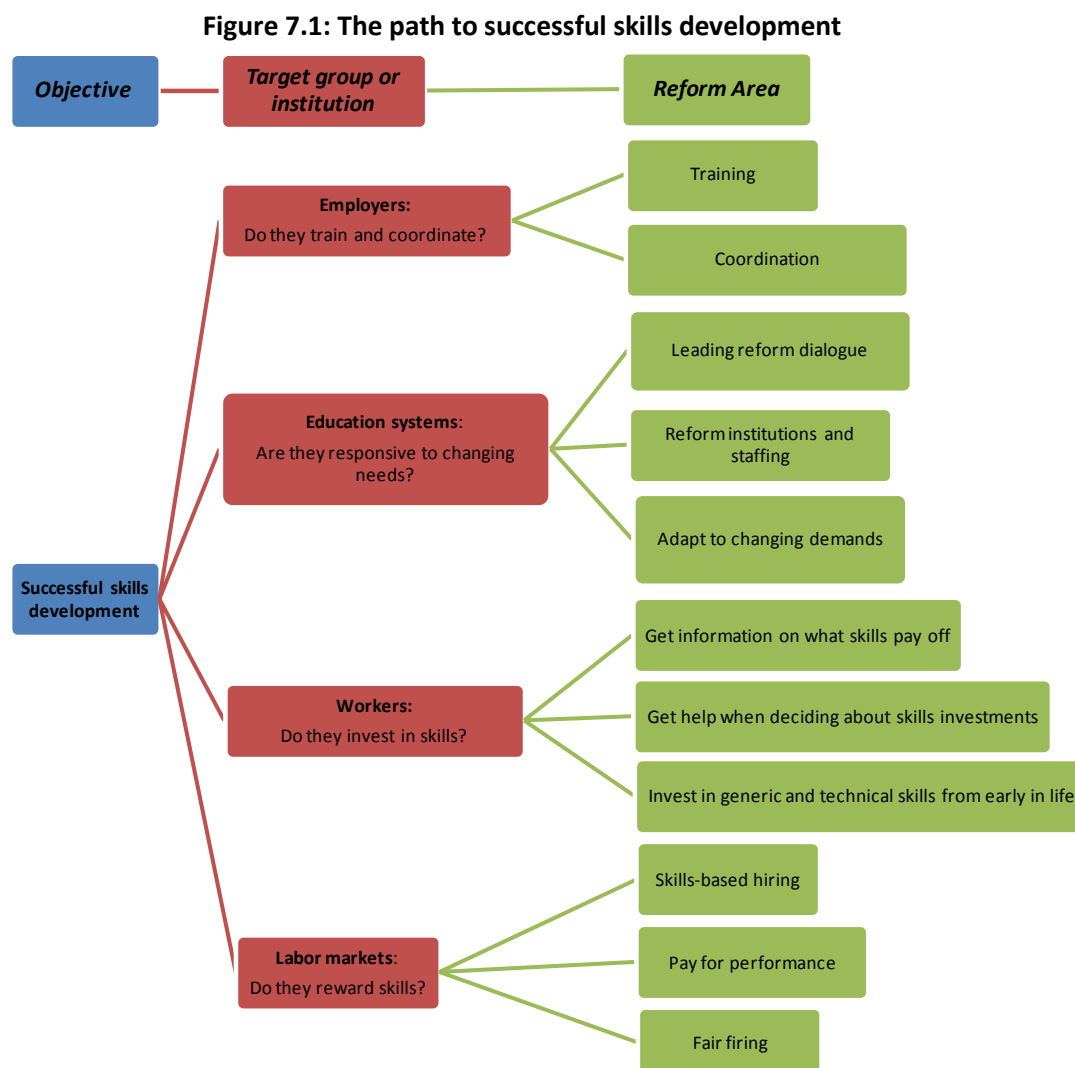 Figure 7.1: The path to successful skills development
Objective
Target group or
institution
Reform Area
Employers:
Do they train and coordinate?
Training
Coordination
Education systems:
Are they responsive to changing
needs?
Leading reform dialogue
Reform institutions and
staffing
Adapt to changing demands
Successful skills
development
Workers:
Do they invest in skills?
Get information on what skills pay off
Get help when deciding about skills investments
Invest in generic and technical skills from early in life
Labor markets:
Do they reward skills?
Skills-based hiring
Pay for performance
Fair firing